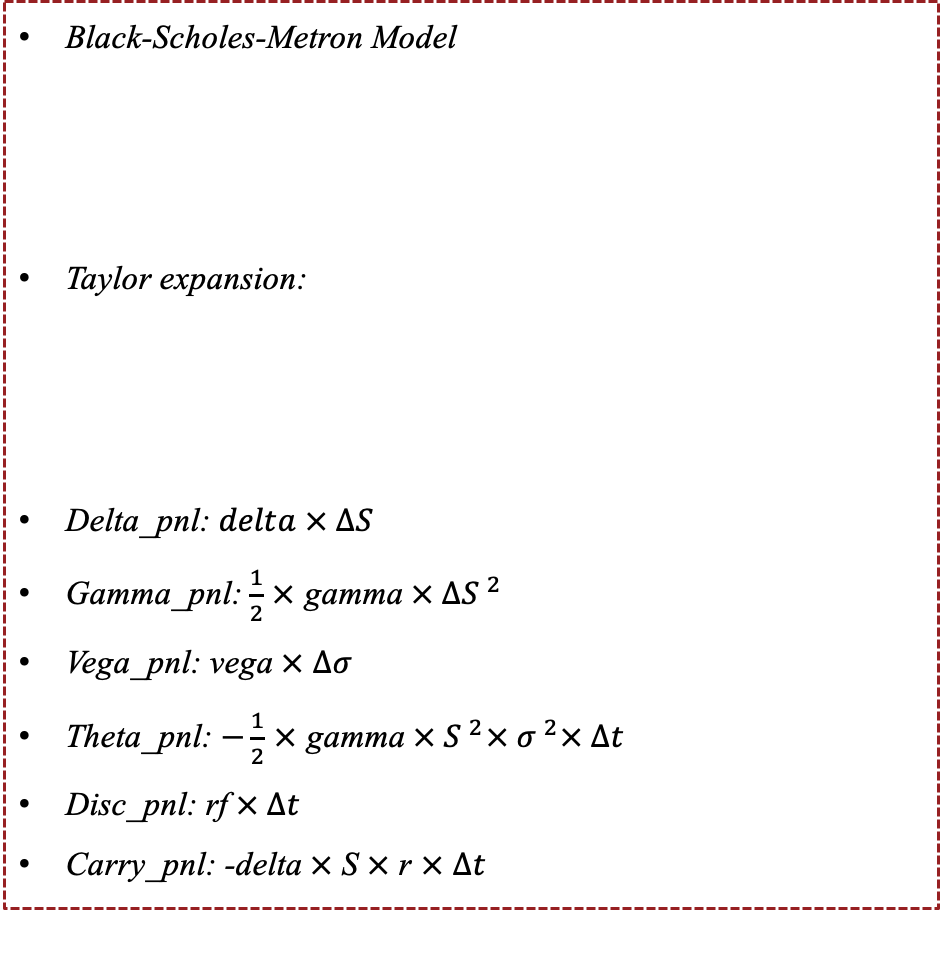 • Black-Scholes-Metron Model
• Taylor expansion:
• Delta_pnl: delta × ΔS
• Gamma_pnl: 1/2 × gamma × ΔS ²
• Vega_pnl: vega × Δσ
• Theta_pnl: −1/2 × gamma × S ² × σ ² × Δt
• Disc_pnl: rf × Δt
• Carry_pnl: -delta × S × r × Δt